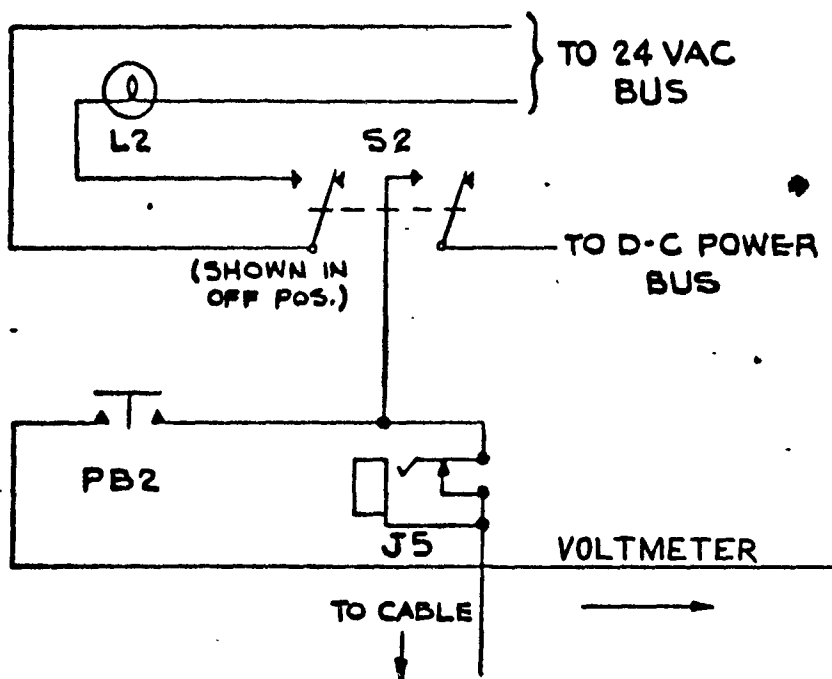 TO 24 VAC
BUS
L2
S2
(SHOWN IN
OFF POS.)
TO D-C POWER
BUS
PB2
J5
VOLTMETER
TO CABLE